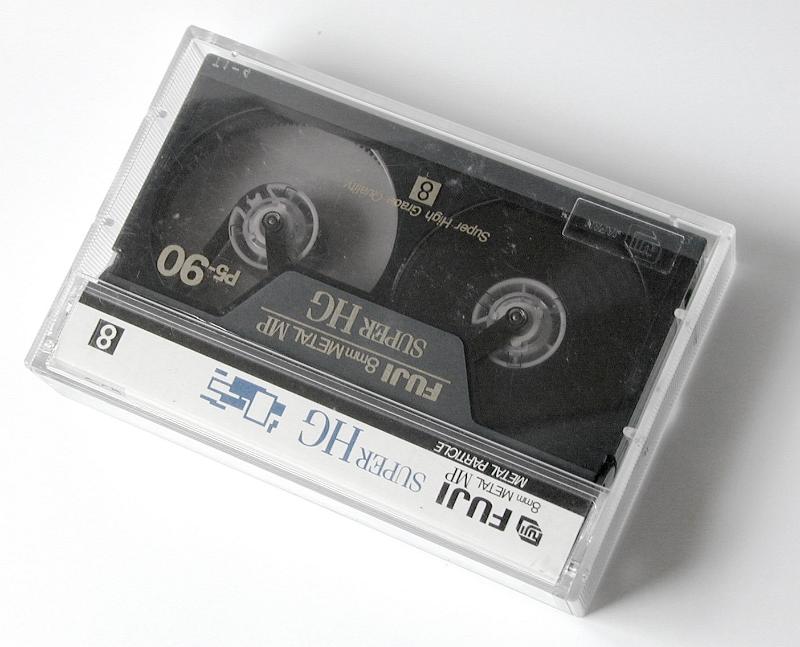 FUJI
8mm METAL MP
SUPER HG
METAL PARTICLE
8
FUJI
8mm METAL MP
SUPER HG
P5-90
Super High Grade Quality
8